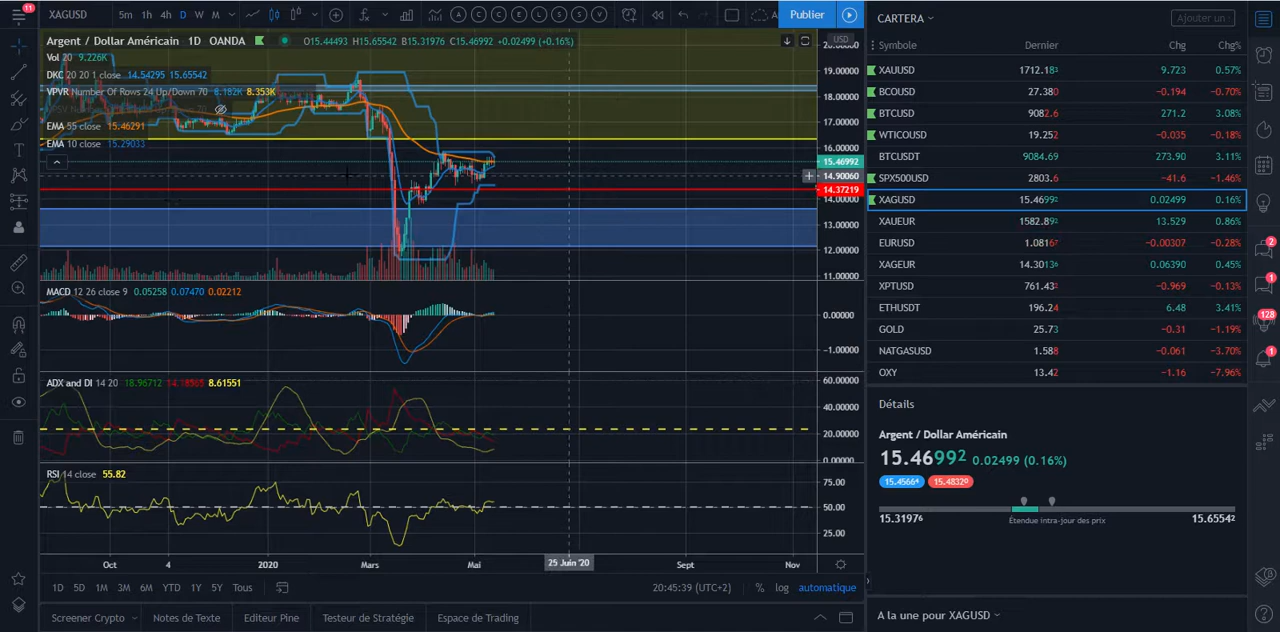 11
XAGUSD
5m 1h 4h D W M
Publier
Argent / Dollar Américain 1D OANDA O15.44493 H15.65542 B15.31976 C15.46992 +0.02499 (+0.16%)
USD
Vol 20 9.226K
DKC 20 20 1 close 14.54295 15.65542
VPVR Number Of Rows 24 Up/Down 70 8.182K 8.353K
EMA 55 close 15.46291
EMA 10 close 15.29033
19.00000
18.00000
17.00000
16.00000
15.46992
14.90060
14.37219
14.00000
13.00000
12.00000
11.00000
MACD 12 26 close 9 0.05258 0.07470 0.02212
0.00000
−1.00000
ADX and DI 14 20 18.96712 14.18565 8.61551
60.00000
40.00000
20.00000
0.00000
RSI 14 close 55.82
75.00
50.00
25.00
Oct 4 2020 Mars Mai 25 Juin '20 Sept Nov
1D 5D 1M 3M 6M YTD 1Y 5Y Tous 20:45:39 (UTC+2) % log automatique
Screener Crypto Notes de Texte Editeur Pine Testeur de Stratégie Espace de Trading
CARTERA Ajouter un s
Symbole Dernier Chg Chg%
XAUUSD 1712.181 9.723 0.57%
BCOUSD 27.380 −0.194 −0.70%
BTCUSD 9082.6 271.2 3.08%
WTICOUSD 19.252 −0.035 −0.18%
BTCUSDT 9084.69 273.90 3.11%
SPX500USD 2803.6 −41.6 −1.46%
XAGUSD 15.46992 0.02499 0.16%
XAUEUR 1582.892 13.529 0.86%
EURUSD 1.08167 −0.00307 −0.28%
XAGEUR 14.30136 0.06390 0.45%
XPTUSD 761.432 −0.969 −0.13%
ETHUSDT 196.24 6.48 3.41%
GOLD 25.73 −0.31 −1.19%
NATGASUSD 1.588 −0.061 −3.70%
OXY 13.42 −1.16 −7.96%
Détails
Argent / Dollar Américain
15.46992 0.02499 (0.16%)
15.45664 15.48320
15.31976 Étendue intra-jour des prix 15.65542
A la une pour XAGUSD
2
1
128
1